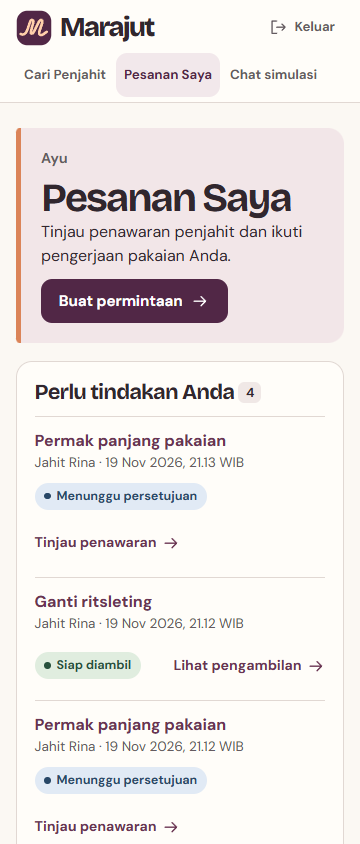 Marajut
Keluar
Cari Penjahit
Pesanan Saya
Chat simulasi
Ayu
Pesanan Saya
Tinjau penawaran penjahit dan ikuti
pengerjaan pakaian Anda.
Buat permintaan →
Perlu tindakan Anda 4
Permak panjang pakaian
Jahit Rina · 19 Nov 2026, 21.13 WIB
Menunggu persetujuan
Tinjau penawaran →
Ganti ritsleting
Jahit Rina · 19 Nov 2026, 21.12 WIB
Siap diambil
Lihat pengambilan →
Permak panjang pakaian
Jahit Rina · 19 Nov 2026, 21.12 WIB
Menunggu persetujuan
Tinjau penawaran →